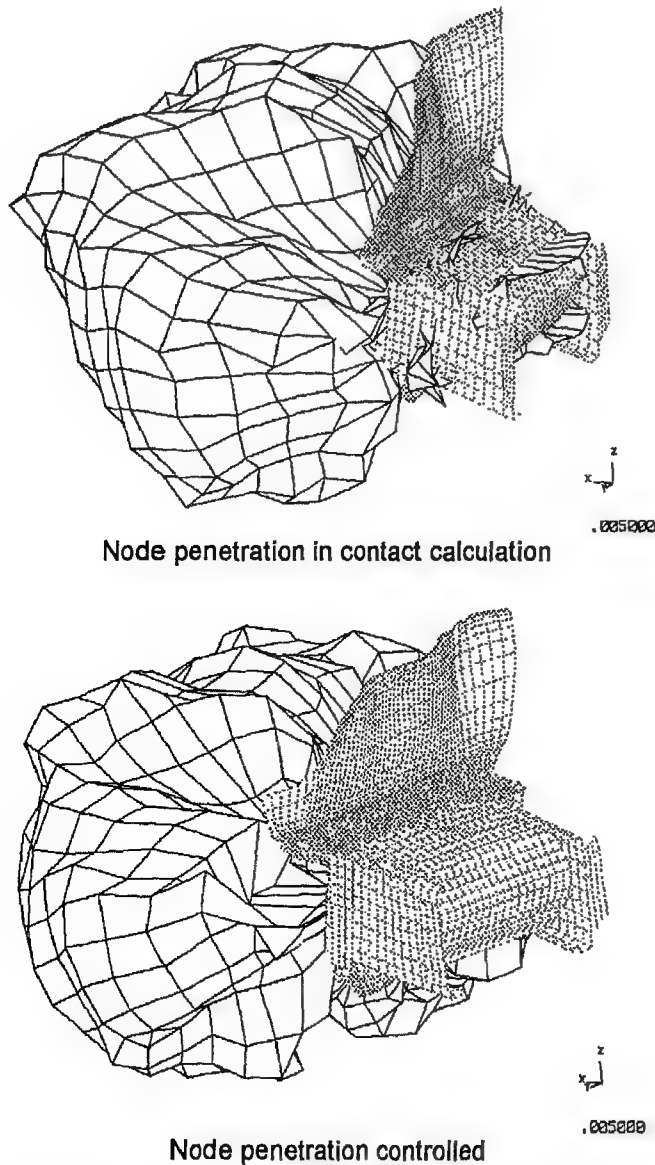 z
x
.005000
Node penetration in contact calculation
z
x
.005000
Node penetration controlled